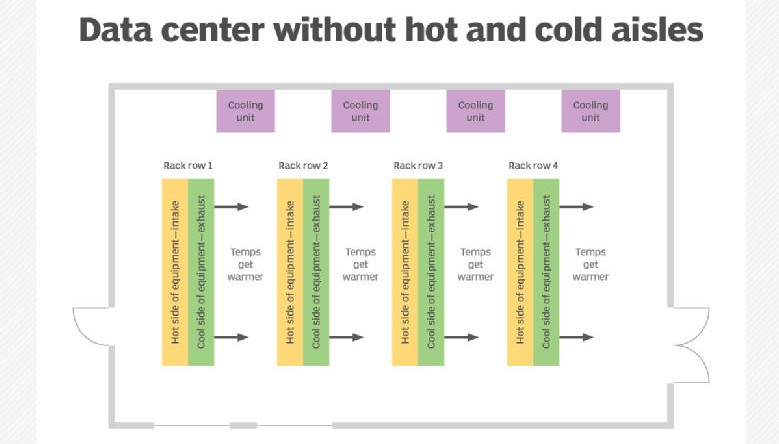 Data center without hot and cold aisles
Cooling
unit
Cooling
unit
Cooling
unit
Cooling
unit
Rack row 1
Rack row 2
Rack row 3
Rack row 4
Hot side of equipment—intake
Cool side of equipment—exhaust
Temps
get
warmer
Hot side of equipment—intake
Cool side of equipment—exhaust
Temps
get
warmer
Hot side of equipment—intake
Cool side of equipment—exhaust
Temps
get
warmer
Hot side of equipment—intake
Cool side of equipment—exhaust
Temps
get
warmer